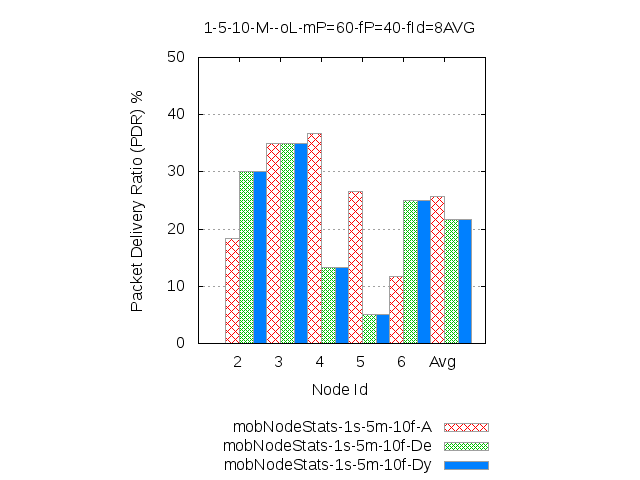 1-5-10-M--oL-mP=60-fP=40-fId=8AVG
Packet Delivery Ratio (PDR) %
50
40
30
20
10
0
2 3 4 5 6 Avg
Node Id
mobNodeStats-1s-5m-10f-A
mobNodeStats-1s-5m-10f-De
mobNodeStats-1s-5m-10f-Dy